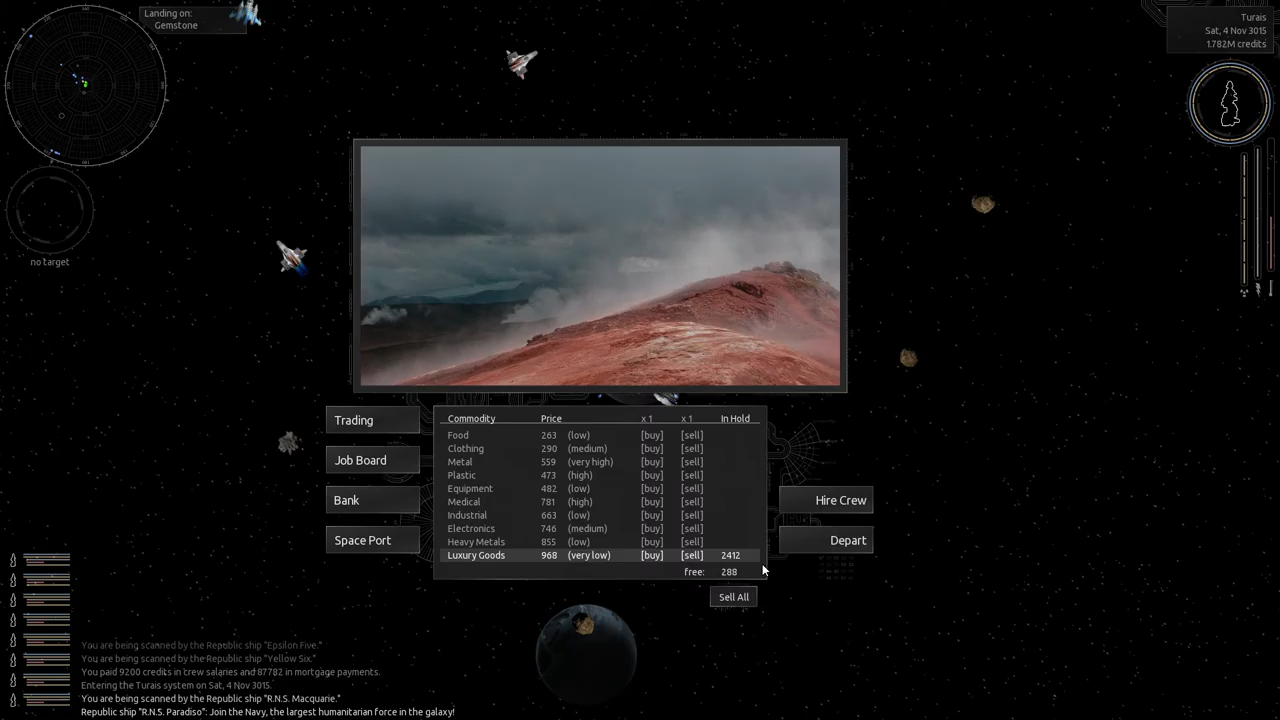 Landing on:
Gemstone
Turais
Sat, 4 Nov 3015
1.782M credits
no target
Trading
Job Board
Bank
Space Port
Commodity Price x 1 x 1 In Hold
Food 263 (low) [buy] [sell]
Clothing 290 (medium) [buy] [sell]
Metal 559 (very high) [buy] [sell]
Plastic 473 (high) [buy] [sell]
Equipment 482 (low) [buy] [sell]
Medical 781 (high) [buy] [sell]
Industrial 663 (low) [buy] [sell]
Electronics 746 (medium) [buy] [sell]
Heavy Metals 855 (low) [buy] [sell]
Luxury Goods 968 (very low) [buy] [sell] 2412
free: 288
Sell All
Hire Crew
Depart
You are being scanned by the Republic ship "Epsilon Five."
You are being scanned by the Republic ship "Yellow Six."
You paid 9200 credits in crew salaries and 87782 in mortgage payments.
Entering the Turais system on Sat, 4 Nov 3015.
You are being scanned by the Republic ship "R.N.S. Macquarie."
Republic ship "R.N.S. Paradiso": Join the Navy, the largest humanitarian force in the galaxy!